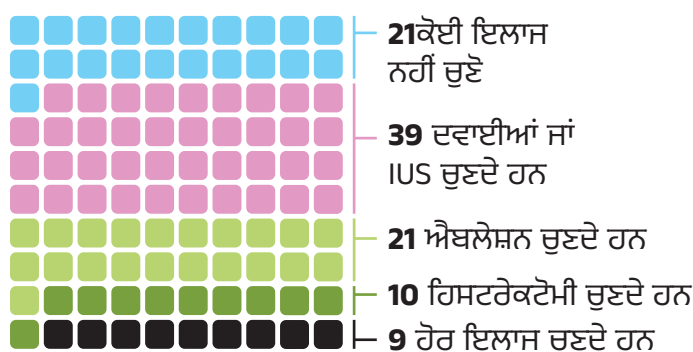 21ਕੋਈ ਇਲਾਜ
ਨਹੀਂ ਚੁਣੋ
39 ਦਵਾਈਆਂ ਜਾਂ
IUS ਚੁਣਦੇ ਹਨ
21 ਐਬਲੇਸ਼ਨ ਚੁਣਦੇ ਹਨ
10 ਹਿਸਟਰੇਕਟੋਮੀ ਚੁਣਦੇ ਹਨ
9 ਹੋਰ ਇਲਾਜ ਚੁਣਦੇ ਹਨ